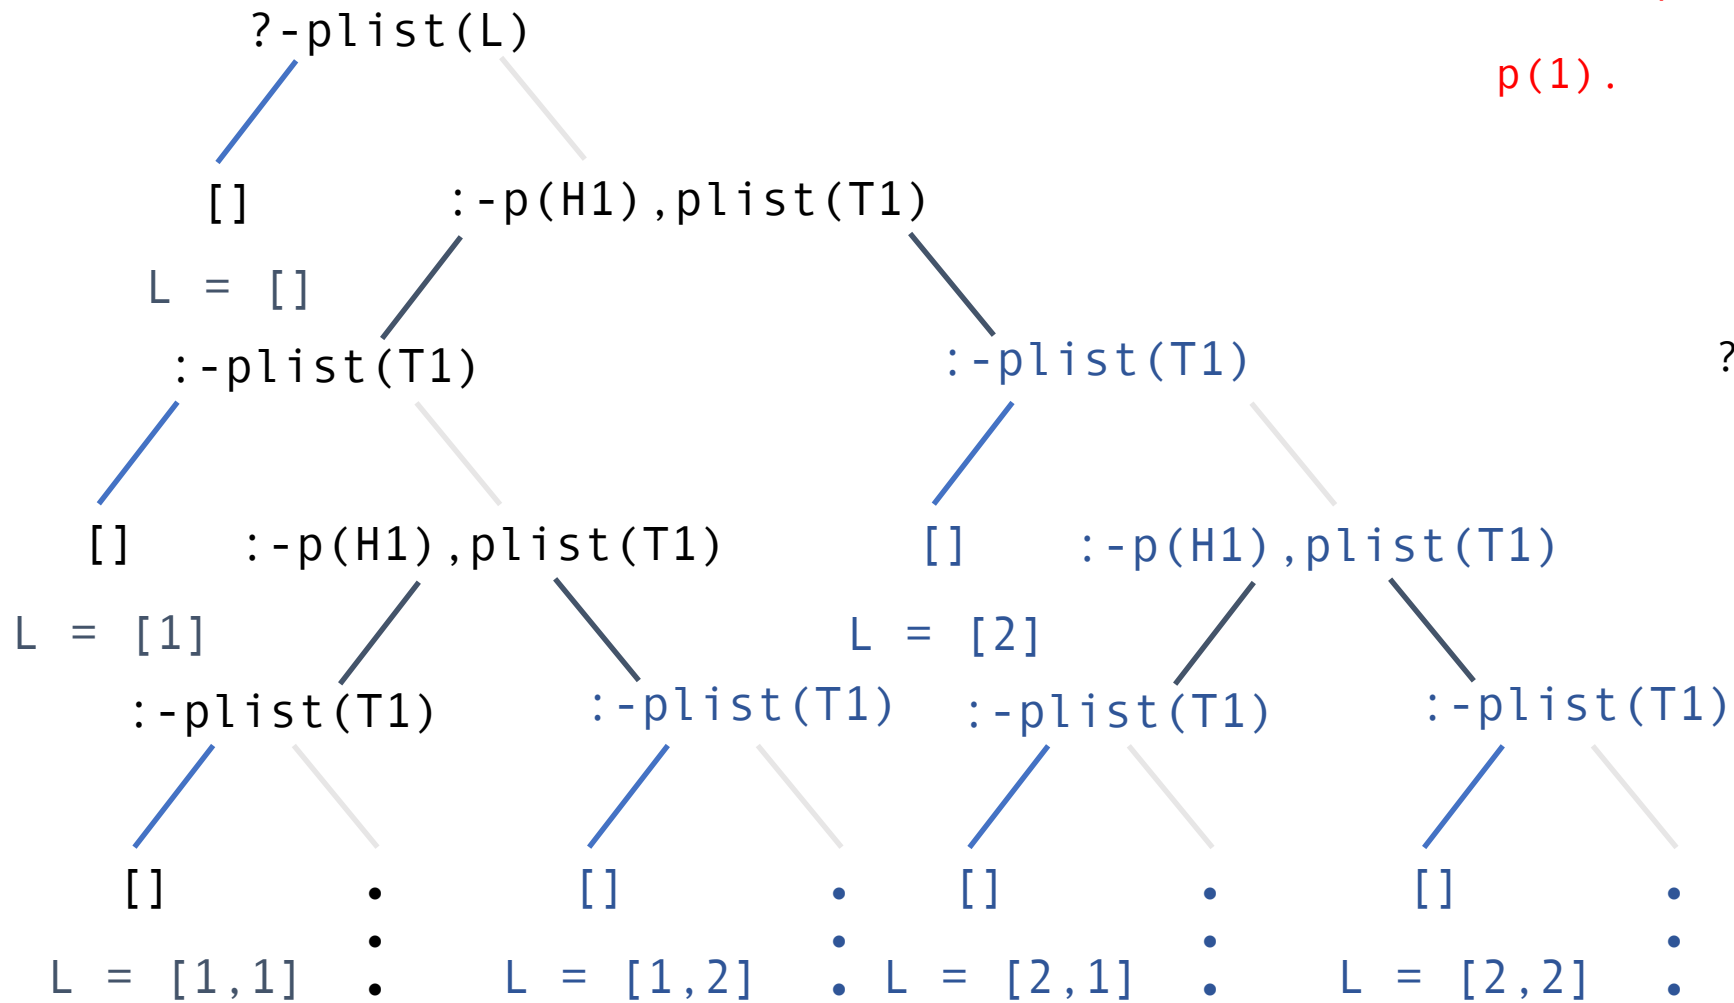 ?-plist(L)
p(1).
[]
:-p(H1),plist(T1)
L = []
:-plist(T1)
:-plist(T1)
?
[]
:-p(H1),plist(T1)
[]
:-p(H1),plist(T1)
L = [1]
L = [2]
:-plist(T1)
:-plist(T1)
:-plist(T1)
:-plist(T1)
[]
[]
[]
[]
L = [1,1]
L = [1,2]
L = [2,1]
L = [2,2]